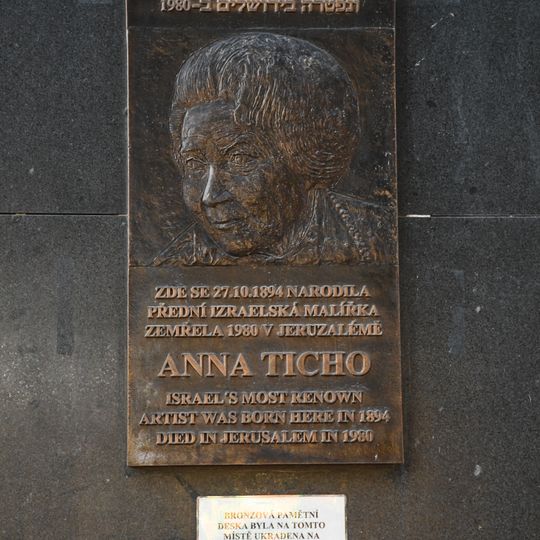 נפטרה בירושלים ב-1980
ZDE SE 27.10.1894 NARODILA
PŘEDNÍ IZRAELSKÁ MALÍŘKA
ZEMŘELA 1980 V JERUZALÉMĚ
ANNA TICHO
ISRAEL'S MOST RENOWN
ARTIST WAS BORN HERE IN 1894
DIED IN JERUSALEM IN 1980
BRONZOVÁ PAMĚTNÍ
DESKA BYLA NA TOMTO
MÍSTĚ UKRADENA NA